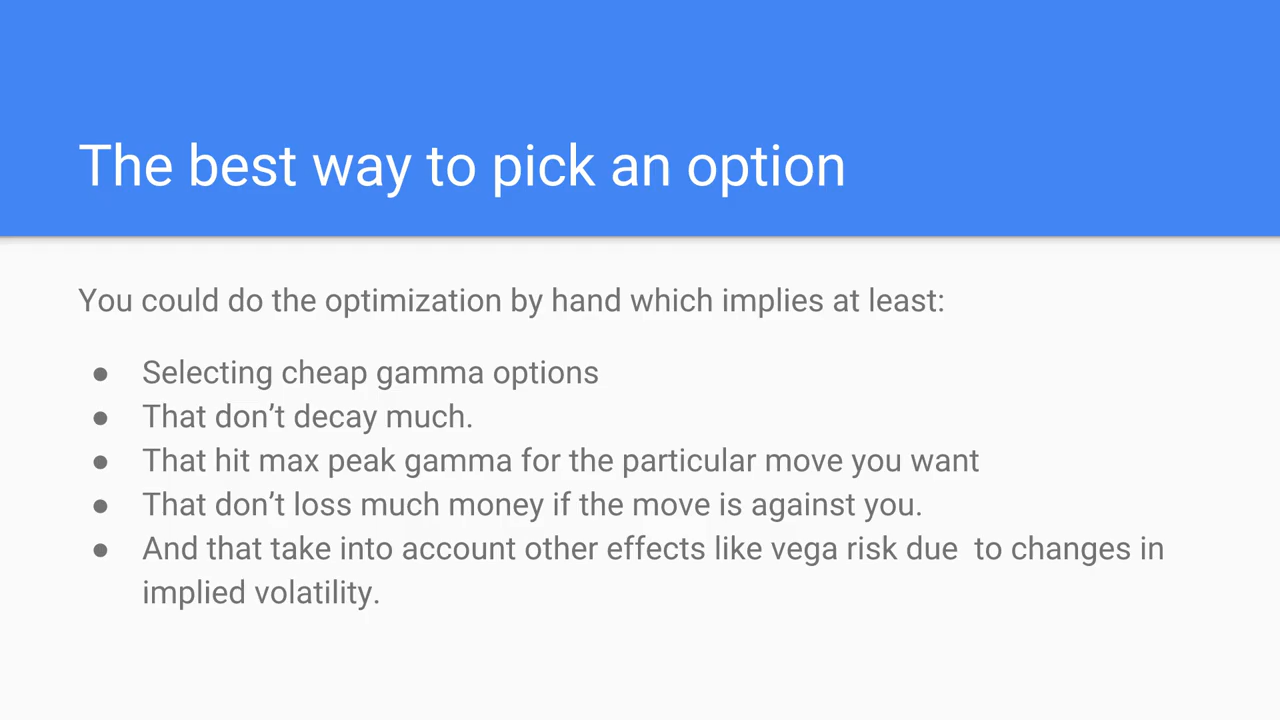 The best way to pick an option
You could do the optimization by hand which implies at least:
● Selecting cheap gamma options
● That don’t decay much.
● That hit max peak gamma for the particular move you want
● That don’t loss much money if the move is against you.
● And that take into account other effects like vega risk due  to changes in
implied volatility.